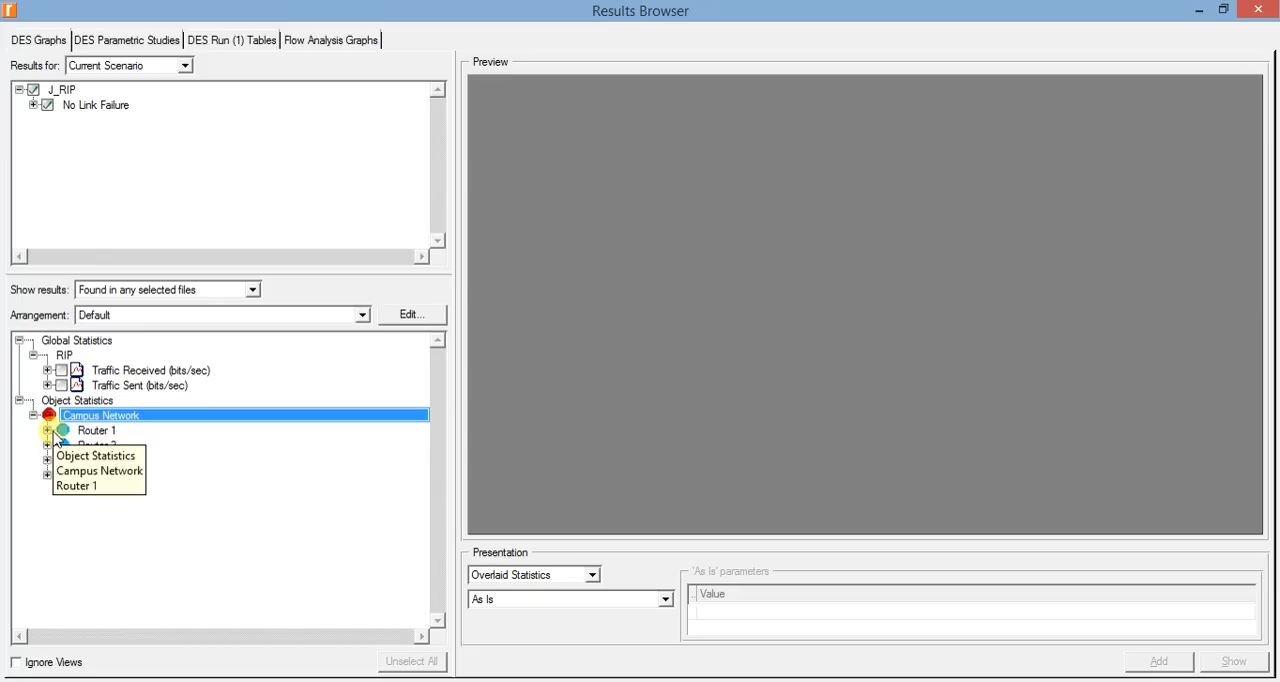 Results Browser
DES Graphs DES Parametric Studies DES Run (1) Tables Flow Analysis Graphs
Results for: Current Scenario
J_RIP
No Link Failure
Show results: Found in any selected files
Arrangement: Default Edit...
Global Statistics
RIP
Traffic Received (bits/sec)
Traffic Sent (bits/sec)
Object Statistics
Campus Network
Router 1
Object Statistics
Campus Network
Router 1
Ignore Views Unselect All
Preview
Presentation
Overlaid Statistics
As Is
'As Is' parameters
... Value
Add Show